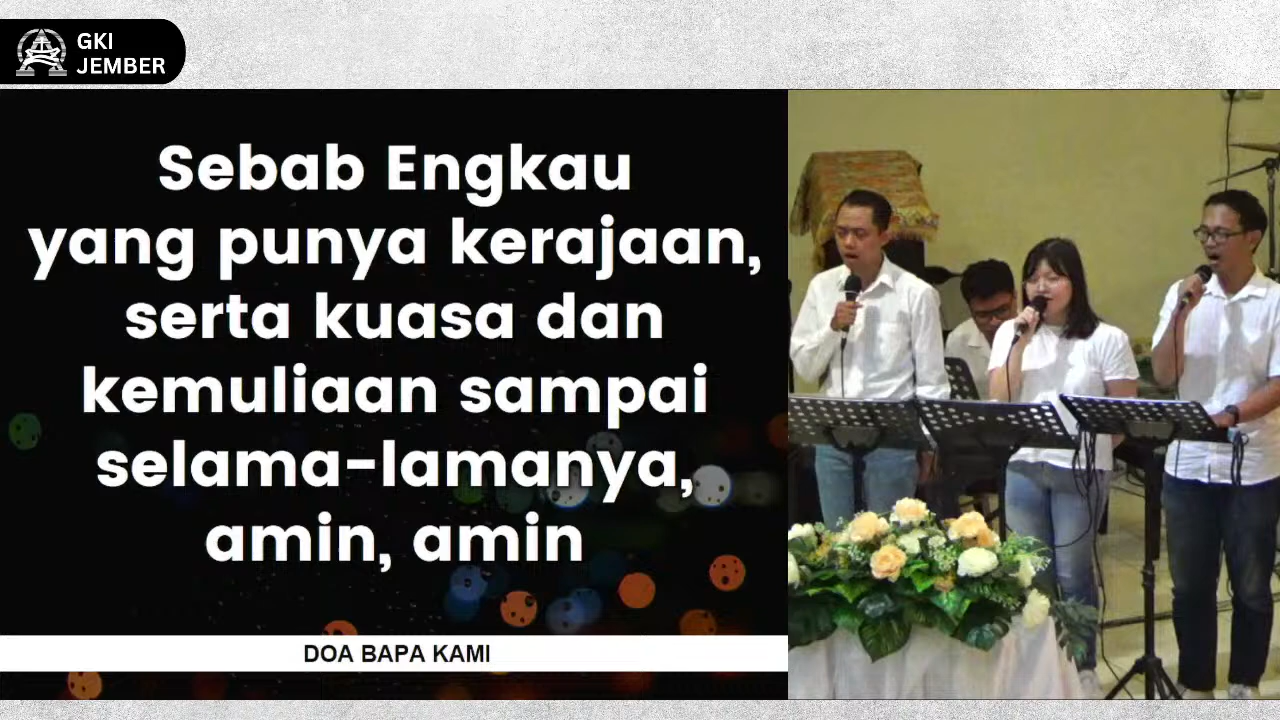 GKI
JEMBER
Sebab Engkau
yang punya kerajaan,
serta kuasa dan
kemuliaan sampai
selama-lamanya,
amin, amin
DOA BAPA KAMI